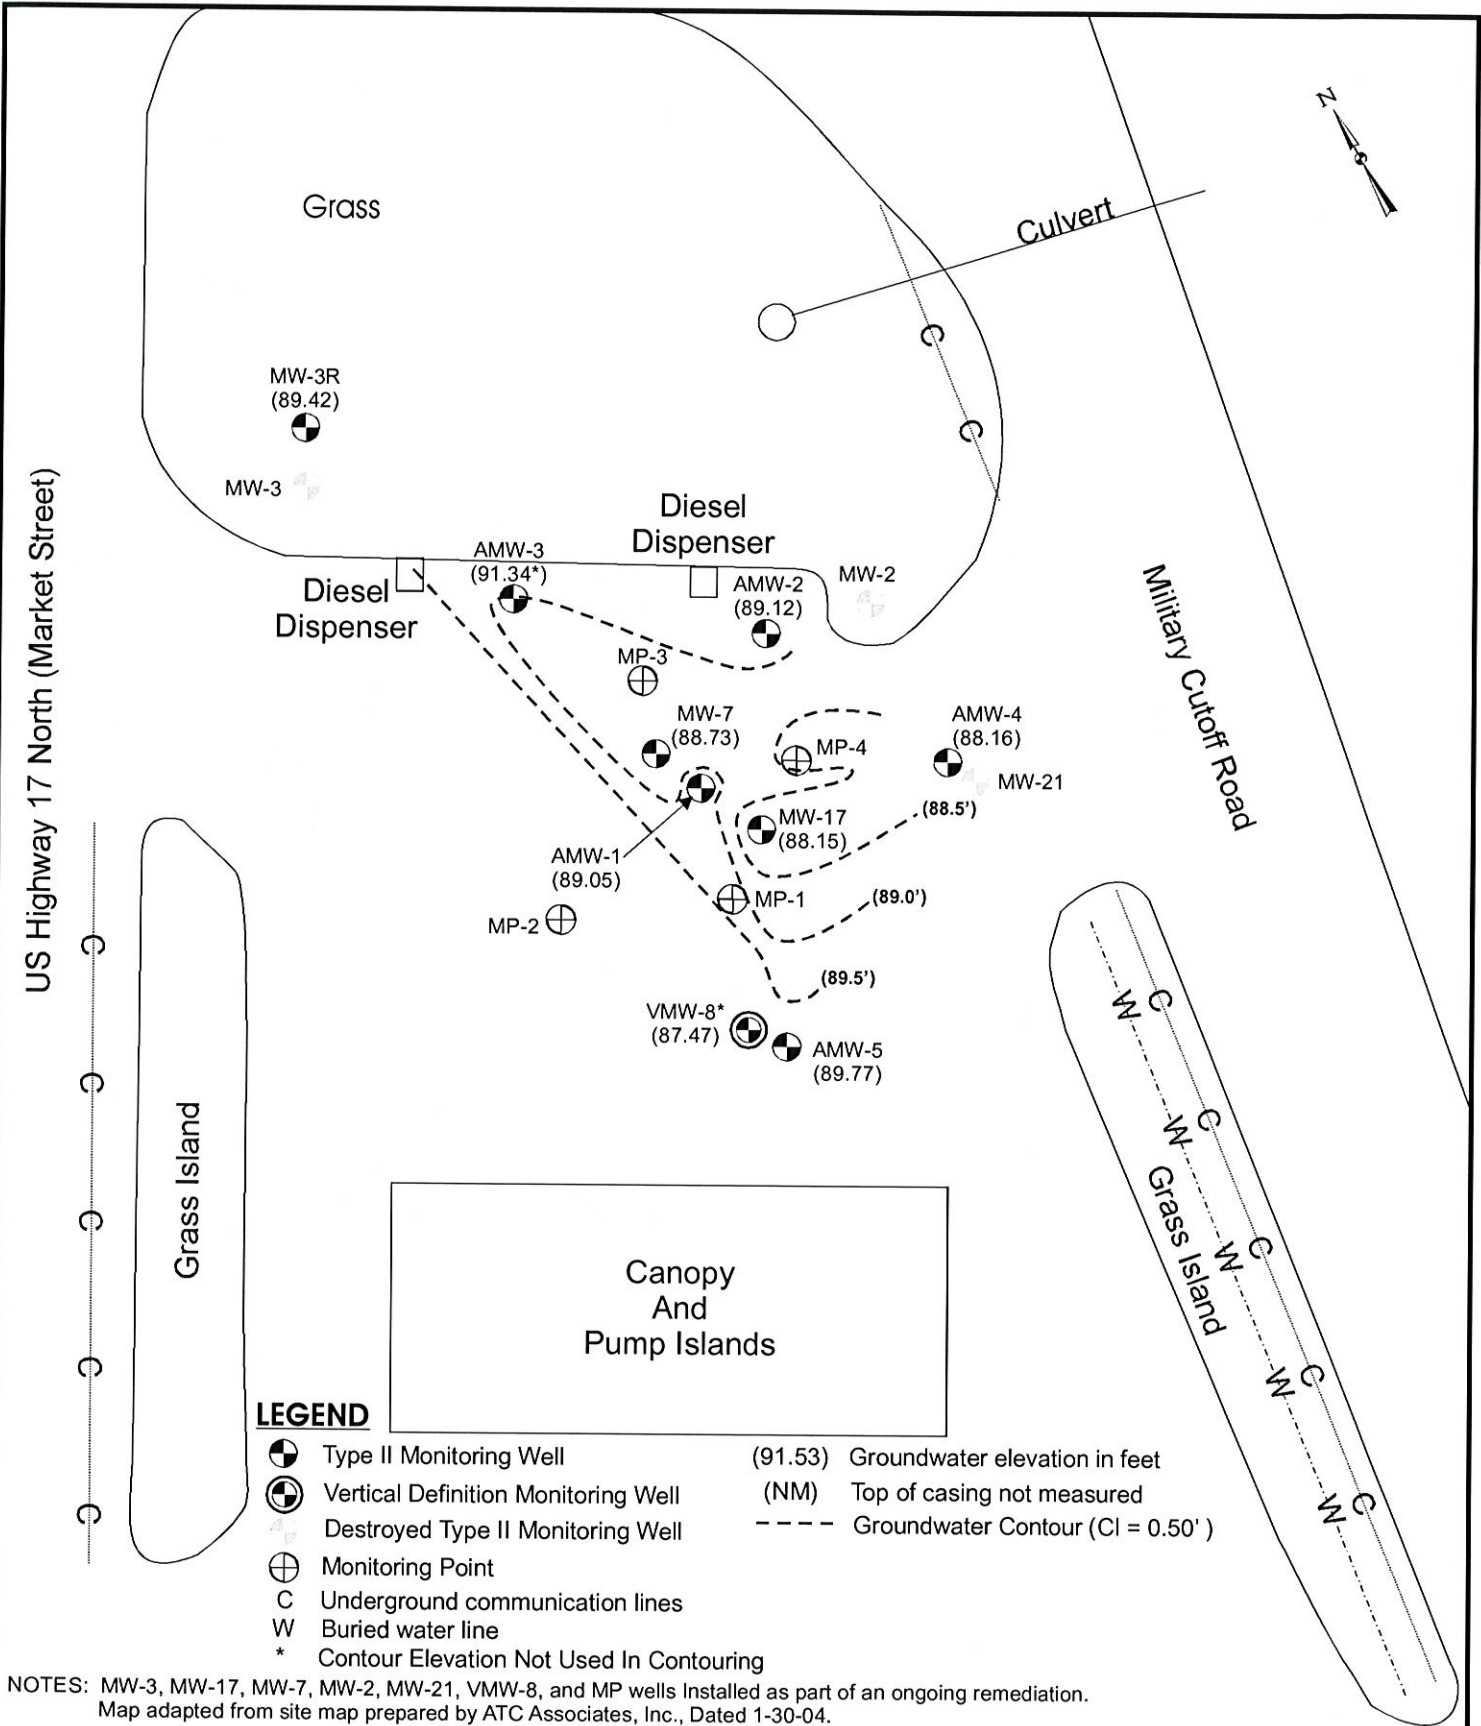 N
Grass
Culvert
C
C
MW-3R
(89.42)
MW-3
Diesel
Dispenser
AMW-3
(91.34*)
Diesel
Dispenser
AMW-2
(89.12)
MW-2
MP-3
MW-7
(88.73)
MP-4
AMW-4
(88.16)
MW-21
(88.5')
MW-17
(88.15)
AMW-1
(89.05)
MP-1
(89.0')
MP-2
(89.5')
VMW-8*
(87.47)
AMW-5
(89.77)
US Highway 17 North (Market Street)
Military Cutoff Road
C
C
C
C
C
Grass Island
W
C
W
C
W
C
W
C
W
C
Grass Island
Canopy
And
Pump Islands
LEGEND
Type II Monitoring Well
Vertical Definition Monitoring Well
Destroyed Type II Monitoring Well
Monitoring Point
C Underground communication lines
W Buried water line
* Contour Elevation Not Used In Contouring
(91.53) Groundwater elevation in feet
(NM) Top of casing not measured
Groundwater Contour (CI = 0.50' )
NOTES: MW-3, MW-17, MW-7, MW-2, MW-21, VMW-8, and MP wells Installed as part of an ongoing remediation.
Map adapted from site map prepared by ATC Associates, Inc., Dated 1-30-04.